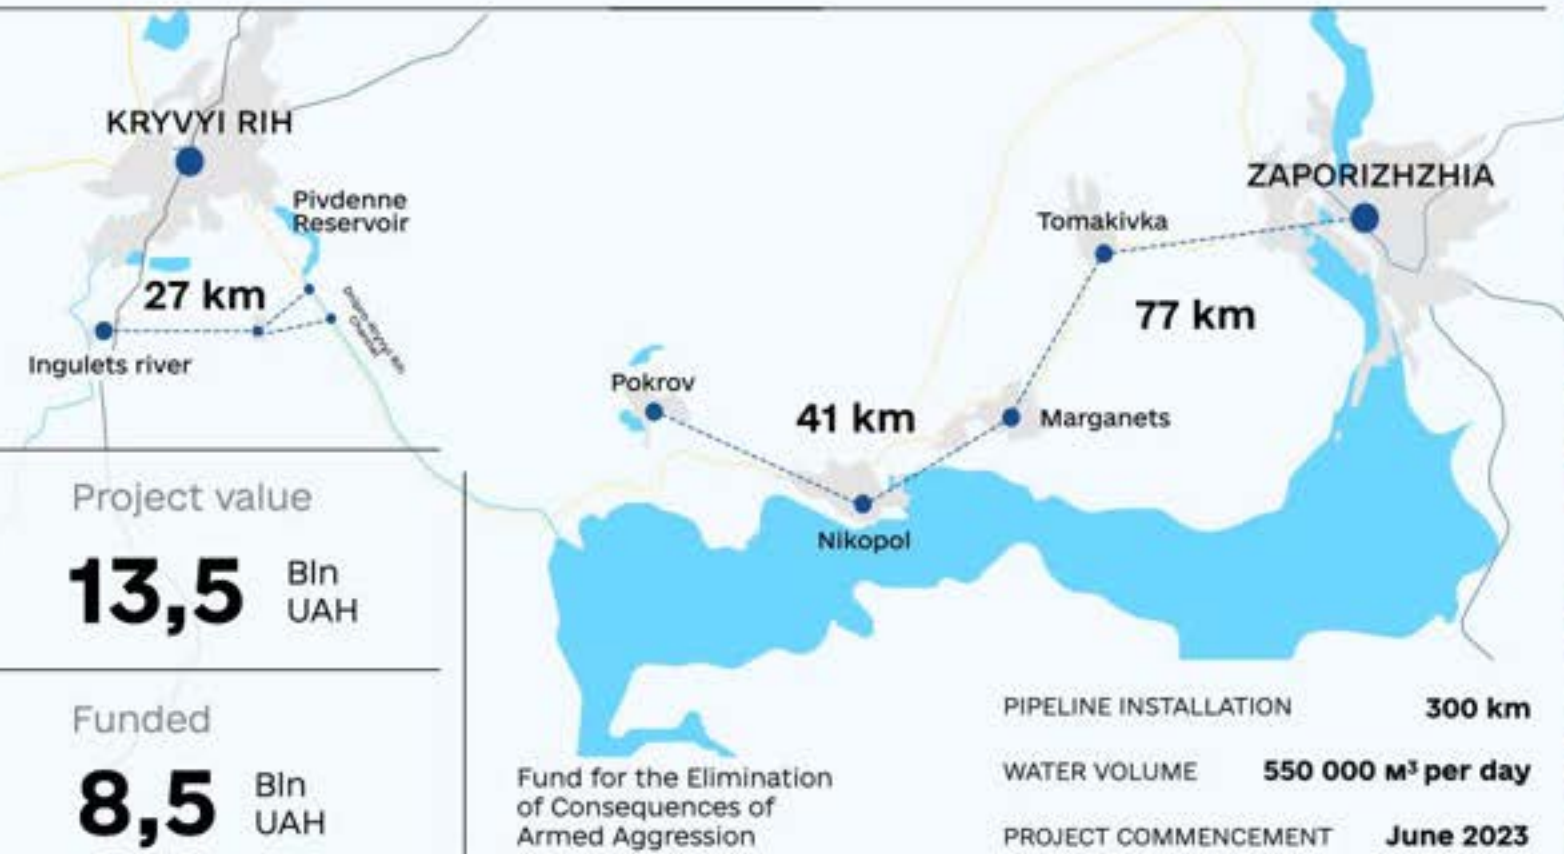 KRYVYI RIH
Pivdenne
Reservoir
27 km
Ingulets river
ZAPORIZHZHIA
Tomakivka
77 km
Pokrov
41 km
Marganets
Nikopol
Project value
13,5
Bln
UAH
Funded
8,5
Bln
UAH
Fund for the Elimination
of Consequences of
Armed Aggression
PIPELINE INSTALLATION 300 km
WATER VOLUME 550 000 м³ per day
PROJECT COMMENCEMENT June 2023